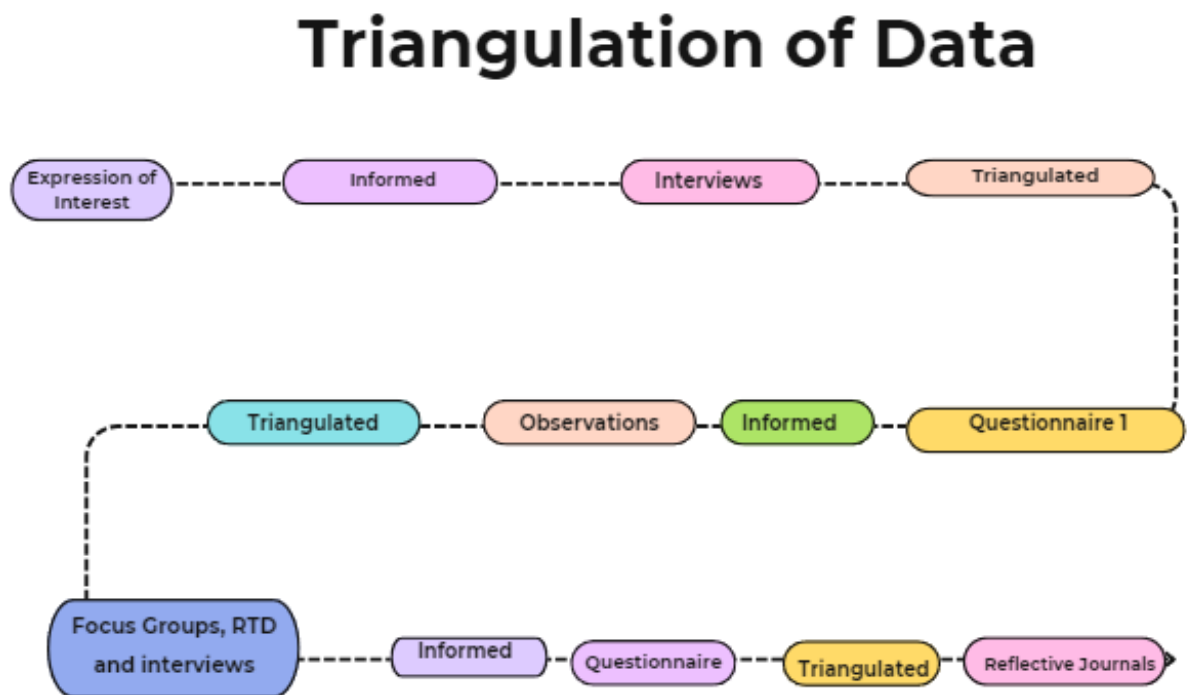 Triangulation of Data
Expression of
Interest
Informed
Interviews
Triangulated
Questionnaire 1
Informed
Observations
Triangulated
Focus Groups, RTD
and interviews
Informed
Questionnaire
Triangulated
Reflective Journals